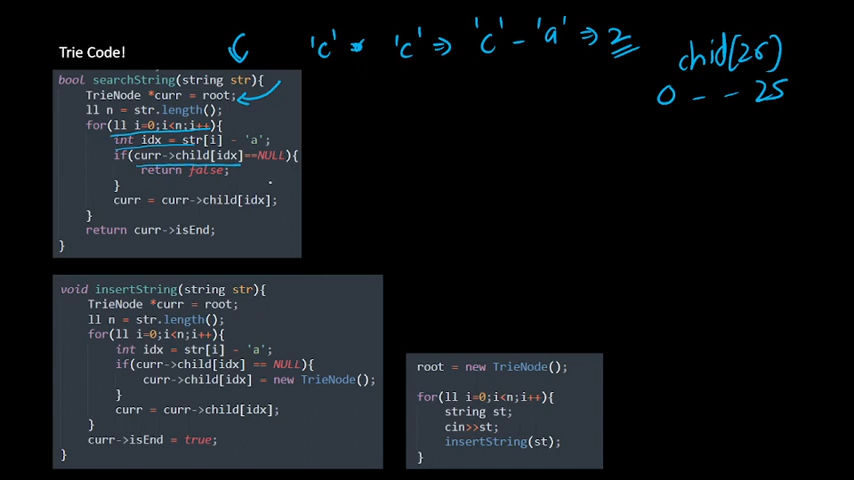 'c' 'c' ⇒ 'c' - 'a' ⇒ 2
chid[26]
0 - - 25
Trie Code!
bool searchString(string str){
TrieNode *curr = root;
ll n = str.length();
for(ll i=0;i<n;i++){
int idx = str[i] - 'a';
if(curr->child[idx]==NULL){
return false;
}
curr = curr->child[idx];
}
return curr->isEnd;
}
void insertString(string str){
TrieNode *curr = root;
ll n = str.length();
for(ll i=0;i<n;i++){
int idx = str[i] - 'a';
if(curr->child[idx] == NULL){
curr->child[idx] = new TrieNode();
}
curr = curr->child[idx];
}
curr->isEnd = true;
}
root = new TrieNode();
for(ll i=0;i<n;i++){
string st;
cin>>st;
insertString(st);
}